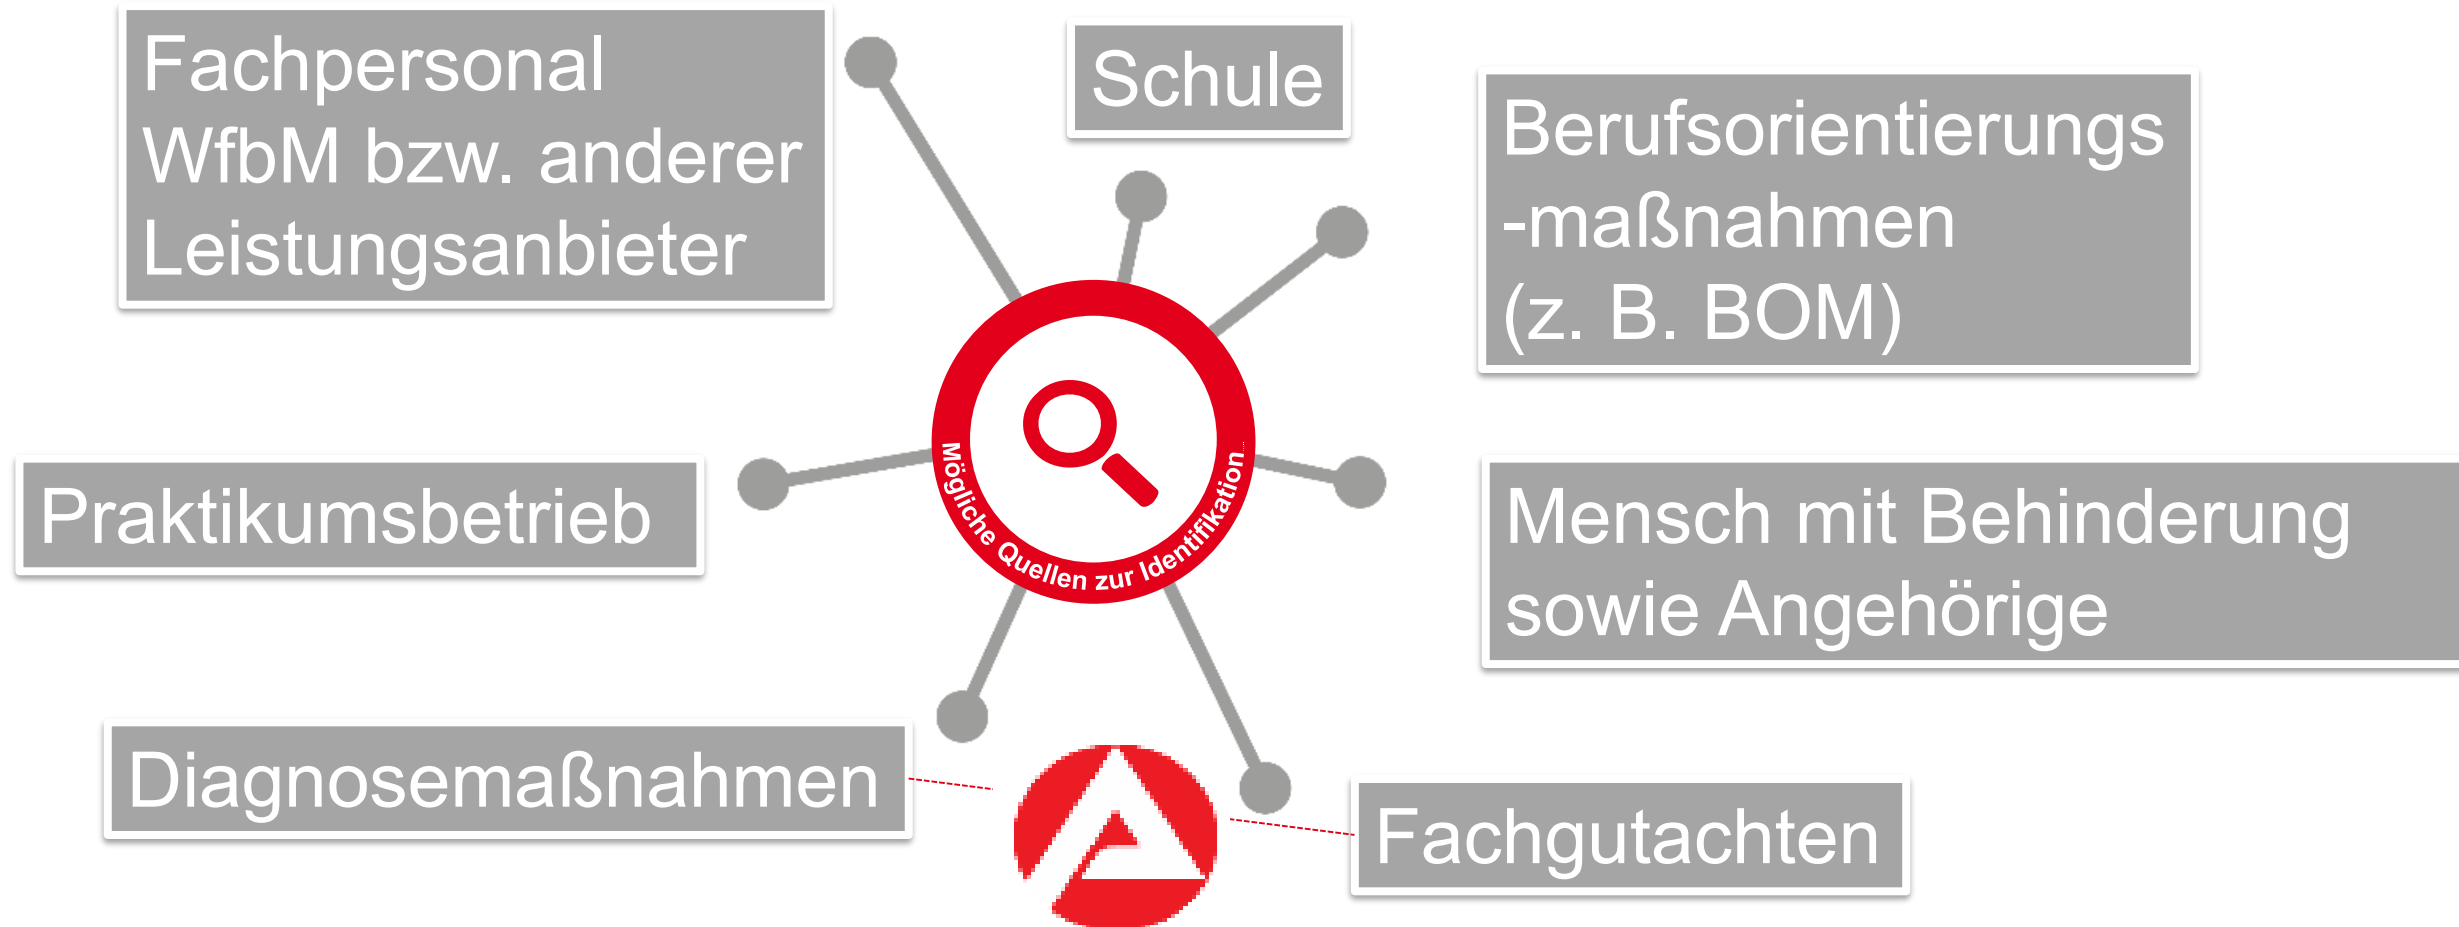 Fachpersonal
WfbM bzw. anderer
Leistungsanbieter
Schule
Berufsorientierungs
-maßnahmen
(z. B. BOM)
Mögliche Quellen zur Identifikation...
Praktikumsbetrieb
Mensch mit Behinderung
sowie Angehörige
Diagnosemaßnahmen
Fachgutachten